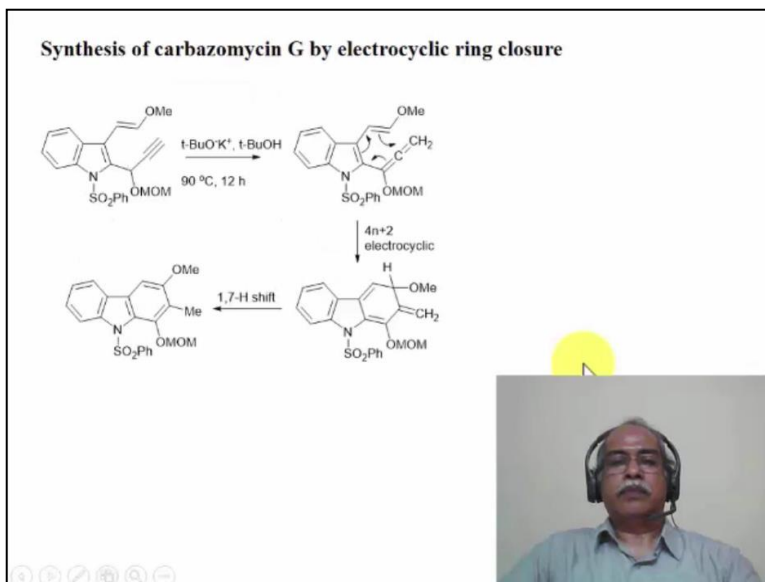 Synthesis of carbazomycin G by electrocyclic ring closure
OMe
t-BuO⁻K⁺, t-BuOH
90 ºC, 12 h
N
SO₂Ph
OMOM
OMe
CH₂
N
SO₂Ph
OMOM
4n+2
electrocyclic
H
OMe
CH₂
N
SO₂Ph
OMOM
1,7-H shift
OMe
Me
N
SO₂Ph
OMOM